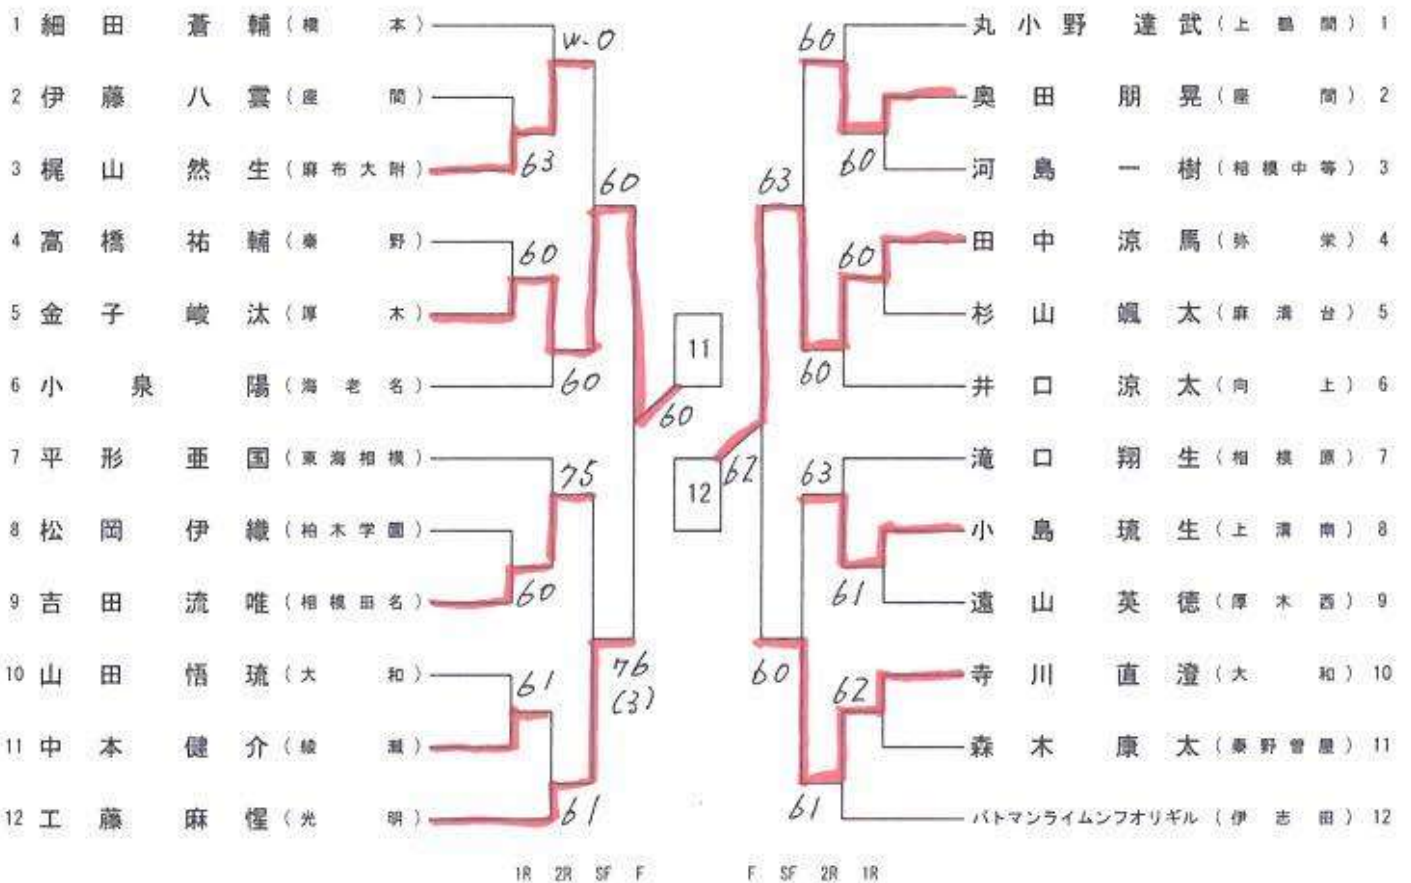 1 細田 蒼輔 (橋本)
W-0
2 伊藤 八雲 (座間)
3 梶山 然生 (麻布大附)
63
60
4 高橋 祐輔 (秦野)
60
5 金子 峻汰 (厚木)
6 小泉 陽 (海老名)
60
11
60
7 平形 亜国 (東海相模)
75
8 松岡 伊織 (柏木学園)
9 吉田 流唯 (相模田名)
60
10 山田 悟琉 (大和)
61
76
(3)
11 中本 健介 (綾瀬)
12 工藤 麻惺 (光明)
61
1R 2R SF F
丸小野 達武 (上鶴間) 1
60
奥田 朋晃 (座間) 2
河島 一樹 (相模中等) 3
60
63
田中 涼馬 (弥栄) 4
60
杉山 颯太 (麻溝台) 5
井口 涼太 (向上) 6
60
12
62
滝口 翔生 (相模原) 7
63
小島 琉生 (上溝南) 8
遠山 英徳 (厚木西) 9
61
60
寺川 直澄 (大和) 10
62
森木 康太 (秦野曽屋) 11
バトマンライムンフオリギル (伊志田) 12
61
F SF 2R 1R